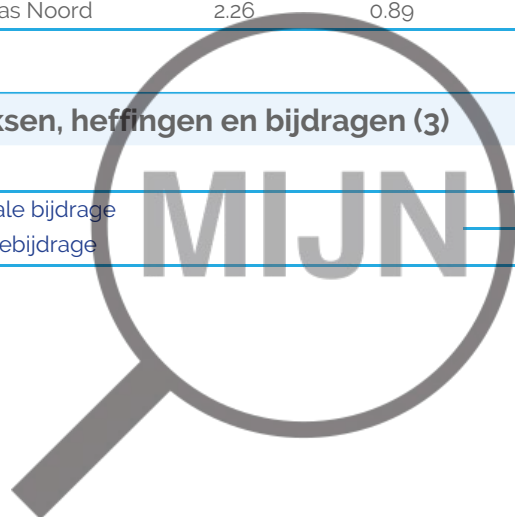 as Noord 2.26 0.89
ksen, heffingen en bijdragen (3)
MIJN
ale bijdrage
ebijdrage